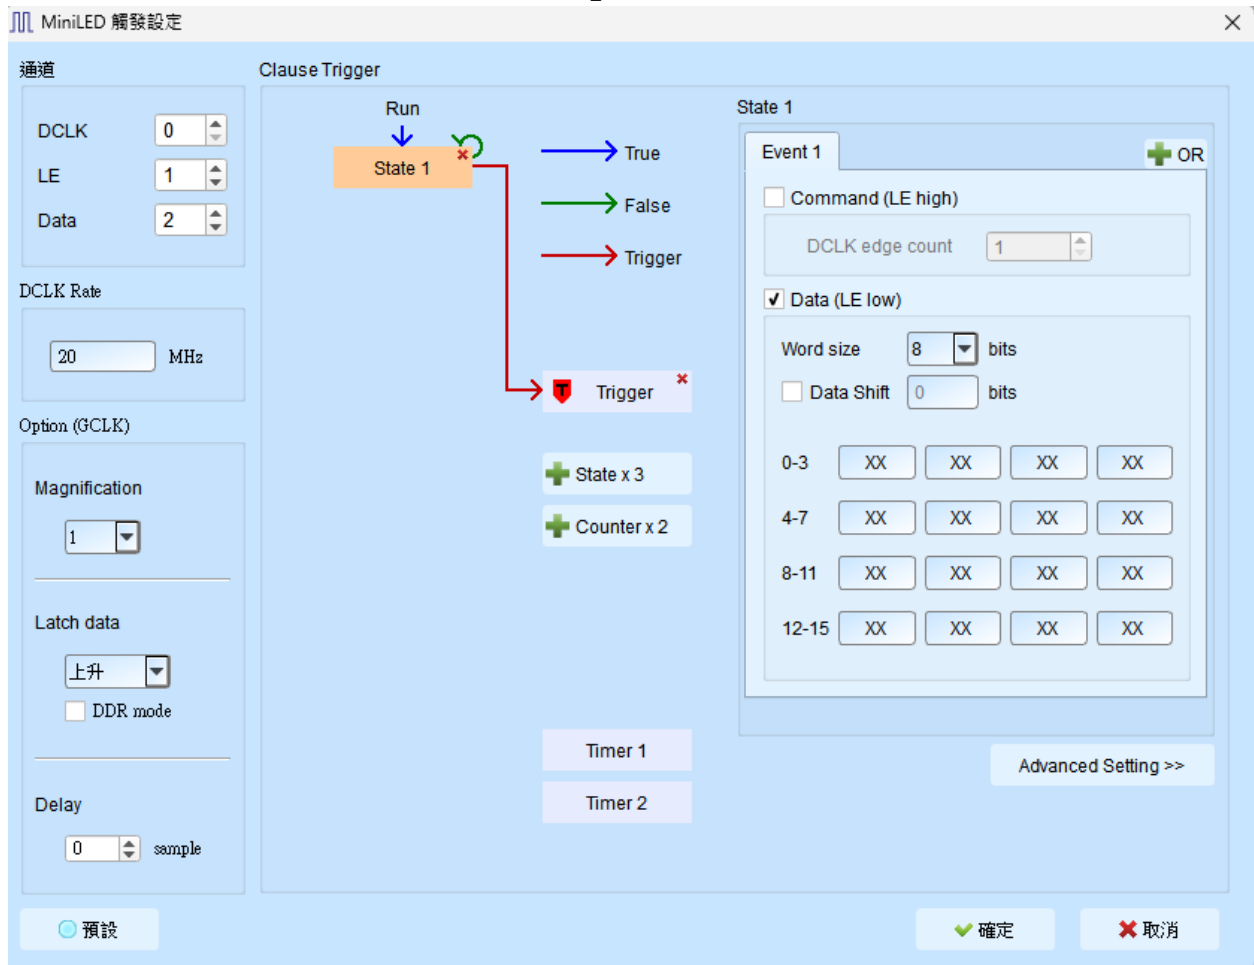 MiniLED 觸發設定
通道
DCLK 0
LE 1
Data 2
DCLK Rate
20 MHz
Option (GCLK)
Magnification
1
Latch data
上升
DDR mode
Delay
0 sample
Clause Trigger
Run
State 1
True
False
Trigger
Trigger
State x 3
Counter x 2
Timer 1
Timer 2
State 1
Event 1
OR
Command (LE high)
DCLK edge count 1
Data (LE low)
Word size 8 bits
Data Shift 0 bits
0-3 XX XX XX XX
4-7 XX XX XX XX
8-11 XX XX XX XX
12-15 XX XX XX XX
Advanced Setting >>
預設
確定
取消